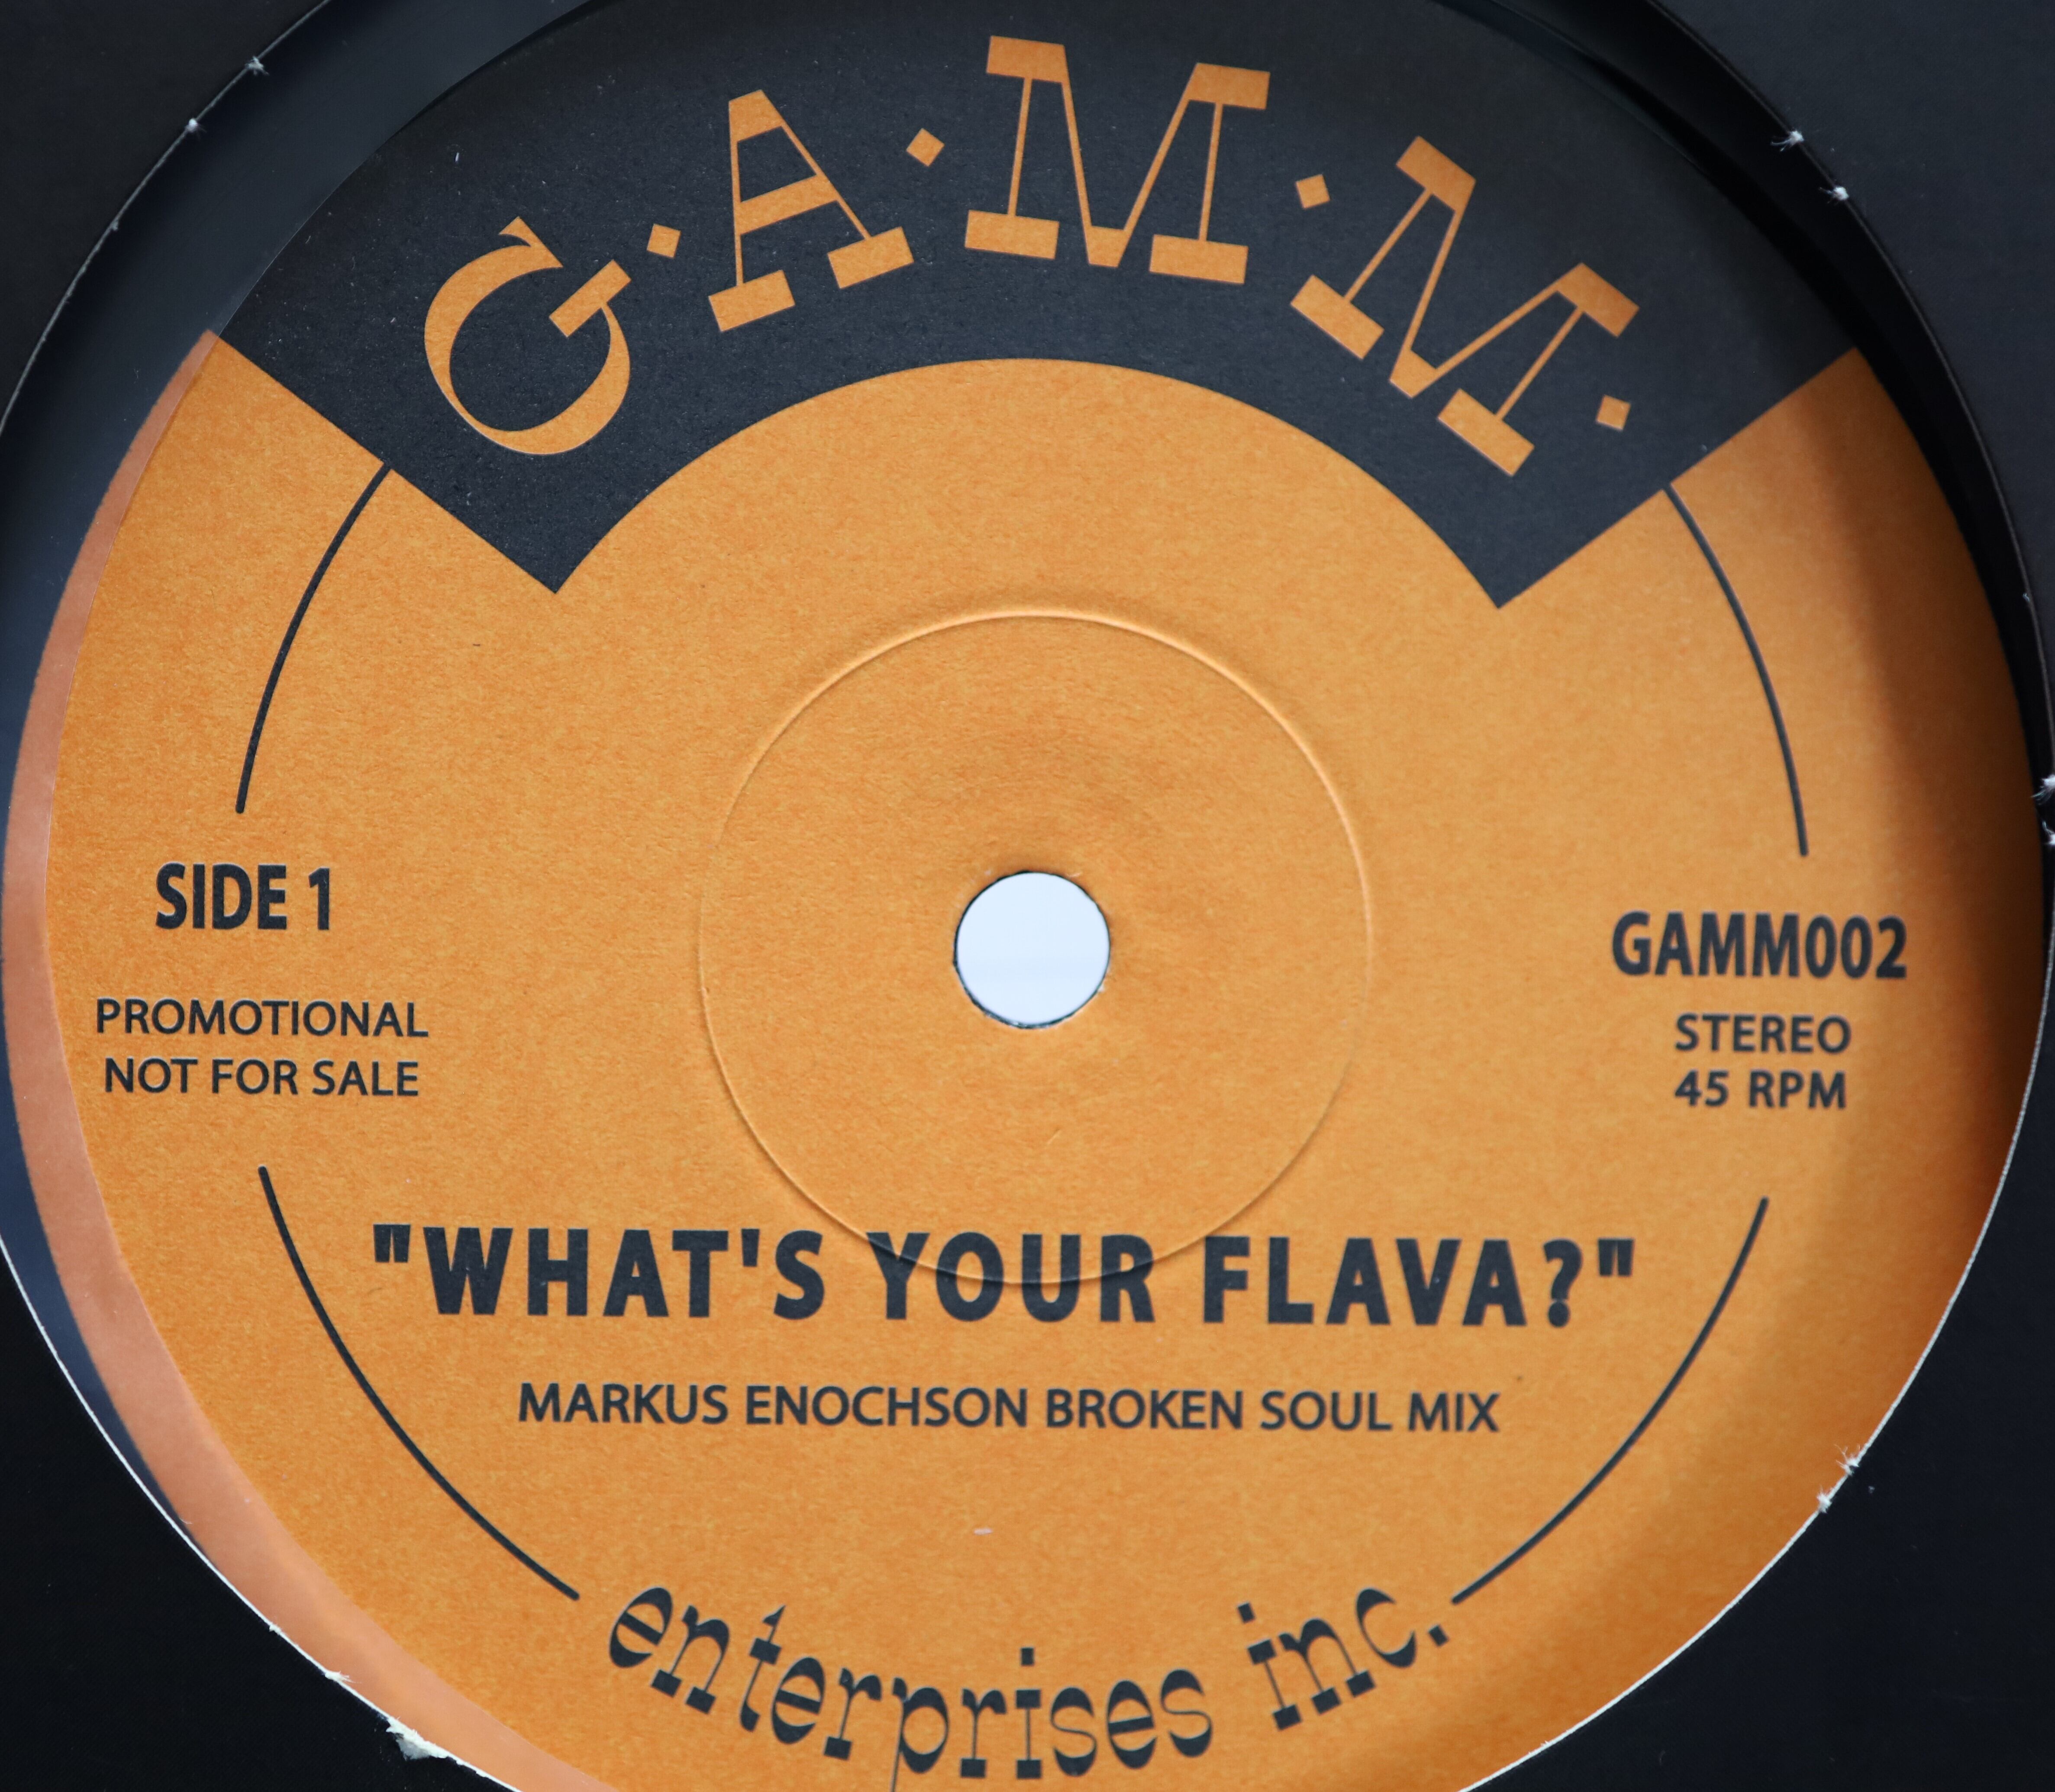 G·A·M·M·
SIDE 1
PROMOTIONAL
NOT FOR SALE
GAMM002
STEREO
45 RPM
"WHAT'S YOUR FLAVA?"
MARKUS ENOCHSON BROKEN SOUL MIX
enterprises inc.